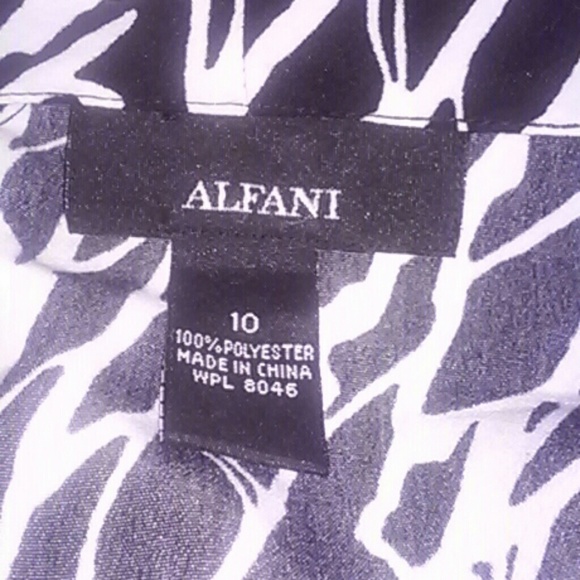 ALFANI
10
100% POLYESTER
MADE IN CHINA
WPL 8046